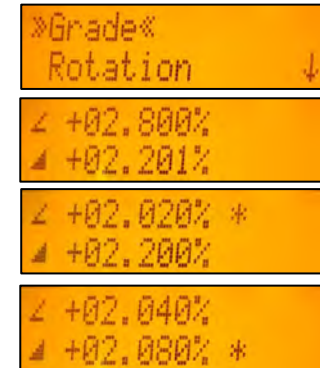 »Grade«
Rotation ↓
∠ +02.800%
◢ +02.201%
∠ +02.020% *
◢ +02.200%
∠ +02.040%
◢ +02.080% *